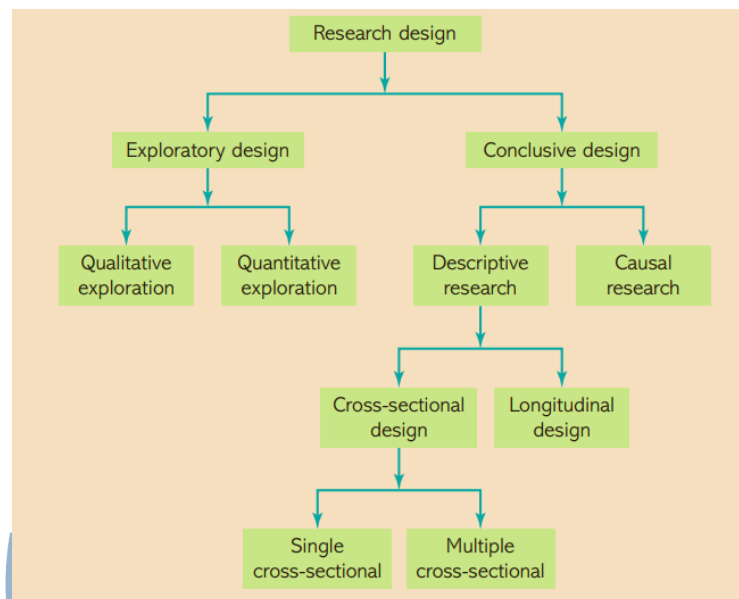 Research design
Exploratory design
Conclusive design
Qualitative
exploration
Quantitative
exploration
Descriptive
research
Causal
research
Cross-sectional
design
Longitudinal
design
Single
cross-sectional
Multiple
cross-sectional